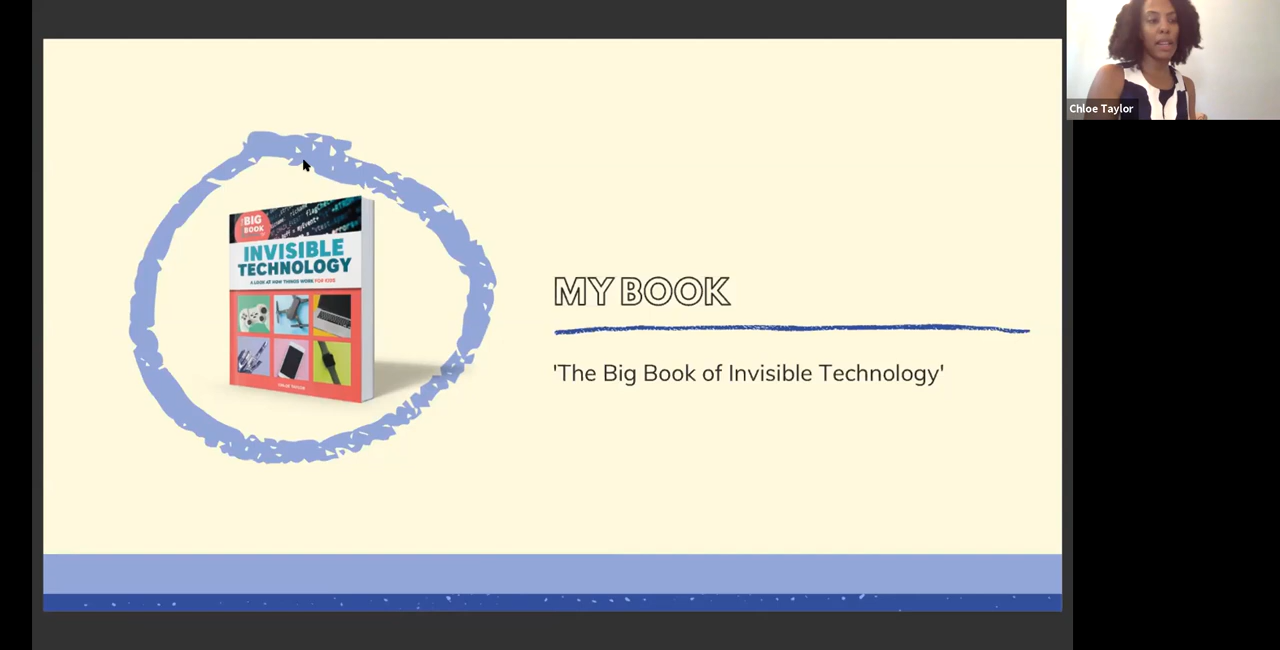 BIG
BOOK
INVISIBLE
TECHNOLOGY
A LOOK AT HOW THINGS WORK FOR KIDS
MY BOOK
'The Big Book of Invisible Technology'
Chloe Taylor